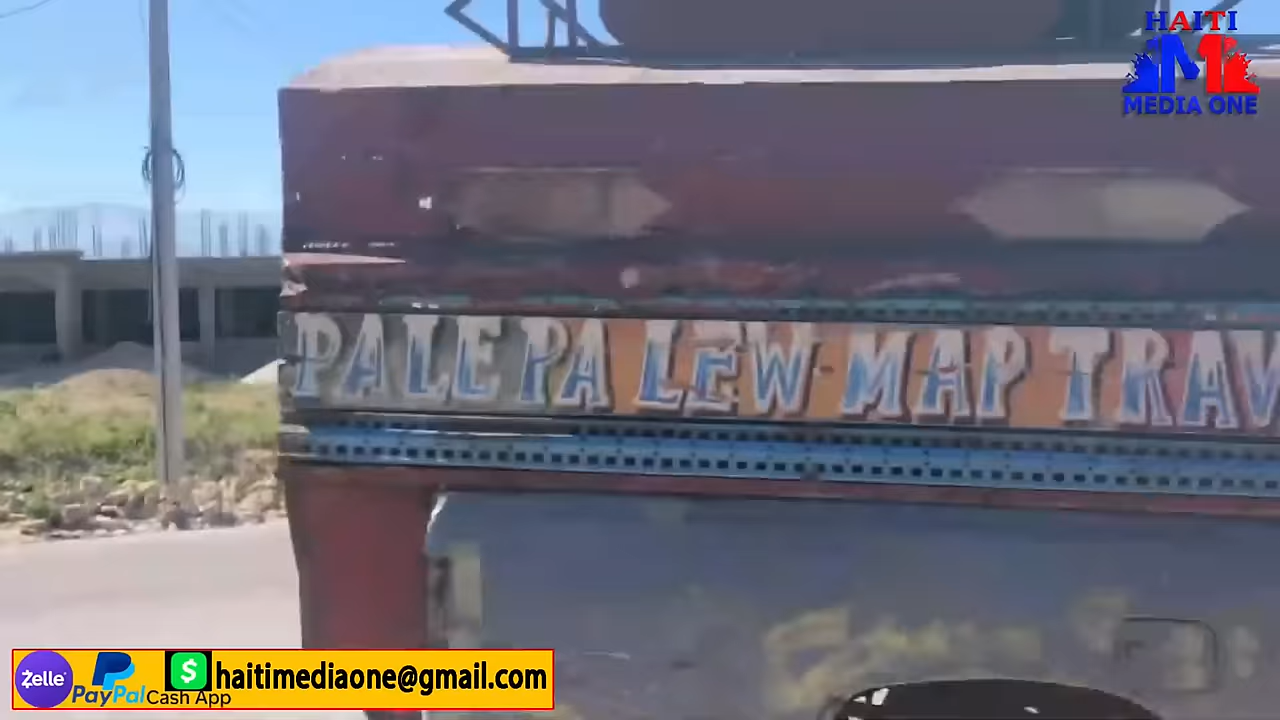 HAITI
MEDIA ONE
PALE PA LEW MAP TRAV
Zelle
PayPal
Cash App
haitimediaone@gmail.com